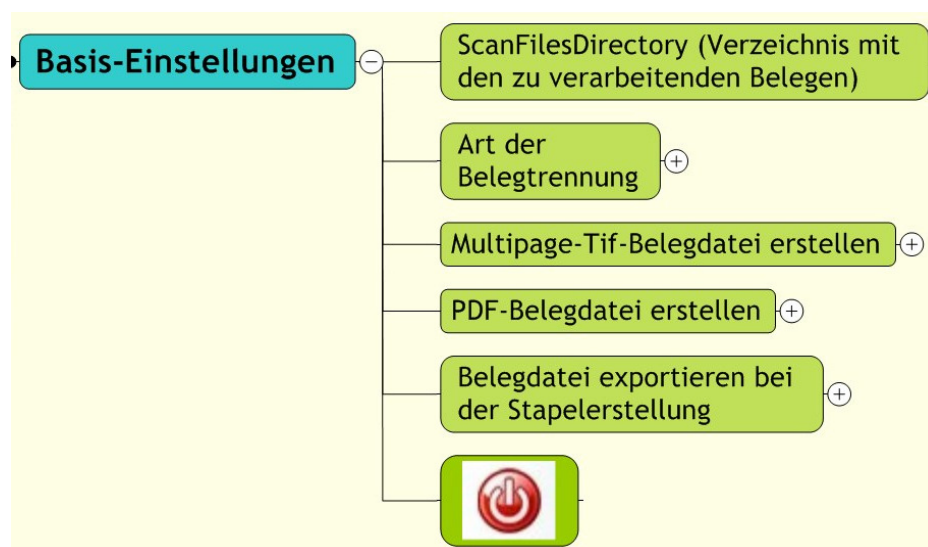 Basis-Einstellungen
ScanFilesDirectory (Verzeichnis mit
den zu verarbeitenden Belegen)
Art der
Belegtrennung
Multipage-Tif-Belegdatei erstellen
PDF-Belegdatei erstellen
Belegdatei exportieren bei
der Stapelerstellung